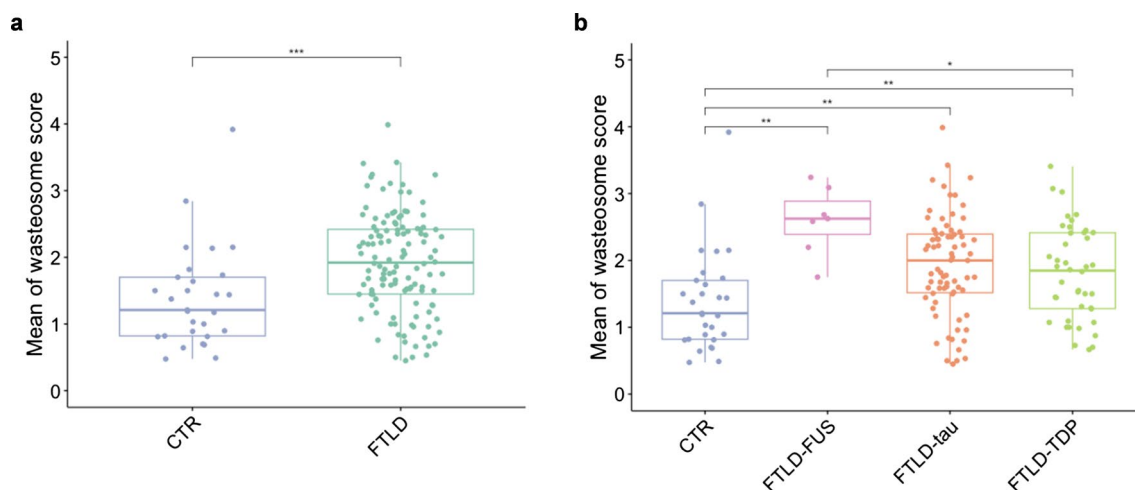 a
Mean of wasteosome score
5
4
3
2
1
0
***
CTR
FTLD
b
Mean of wasteosome score
5
4
3
2
1
0
*
**
**
**
CTR
FTLD-FUS
FTLD-tau
FTLD-TDP